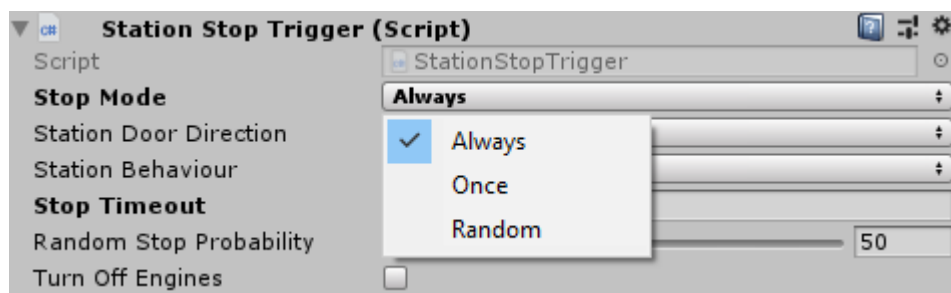 Station Stop Trigger (Script)
Script StationStopTrigger
Stop Mode Always
Station Door Direction Always
Station Behaviour Once
Stop Timeout
Random
Random Stop Probability 50
Turn Off Engines